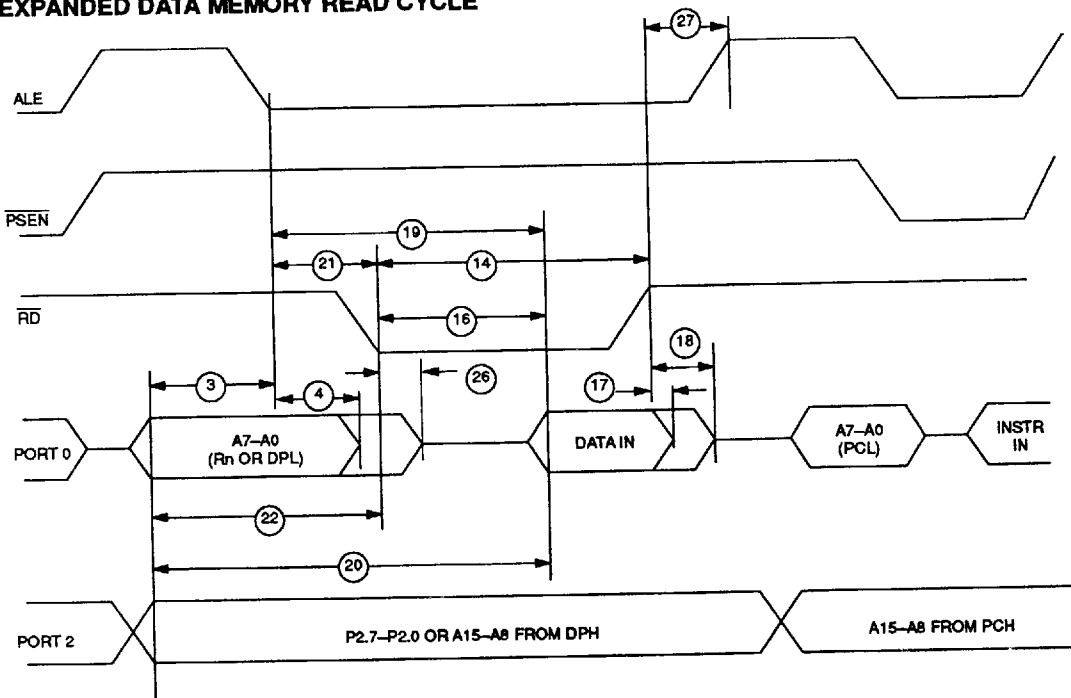 EXPANDED DATA MEMORY READ CYCLE
27
ALE
PSEN
19
21
14
RD
16
18
3
4
26
17
PORT 0
A7–A0
(Rn OR DPL)
DATA IN
A7–A0
(PCL)
INSTR
IN
22
20
PORT 2
P2.7–P2.0 OR A15–A8 FROM DPH
A15–A8 FROM PCH